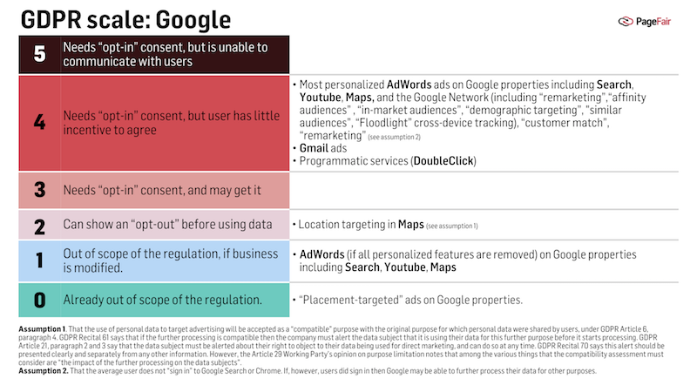 GDPR scale: Google
PageFair
5 Needs “opt-in” consent, but is unable to
communicate with users
4 Needs “opt-in” consent, but user has little
incentive to agree
• Most personalized AdWords ads on Google properties including Search,
Youtube, Maps, and the Google Network (including “remarketing”, “affinity
audiences” , “in-market audiences”, “demographic targeting”, “similar
audiences”, “Floodlight” cross-device tracking), “customer match”,
“remarketing” (see assumption 2)
• Gmail ads
• Programmatic services (DoubleClick)
3 Needs “opt-in” consent, and may get it
2 Can show an “opt-out” before using data
• Location targeting in Maps (see assumption 1)
1 Out of scope of the regulation, if business
is modified.
• AdWords (if all personalized features are removed) on Google properties
including Search, Youtube, Maps
0 Already out of scope of the regulation.
• “Placement-targeted” ads on Google properties.
Assumption 1. That the use of personal data to target advertising will be accepted as a “compatible” purpose with the original purpose for which personal data were shared by users, under GDPR Article 6,
paragraph 4. GDPR Recital 61 says that if the further processing is compatible then the company must alert the data subject that it is using their data for this further purpose before it starts processing. GDPR
Article 21, paragraph 2 and 3 say that the data subject must be alerted about their right to object to their data being used for direct marketing, and can do so at any time. GDPR Recital 70 says this alert should be
presented clearly and separately from any other information. However, the Article 29 Working Party’s opinion on purpose limitation notes that among the various things that the compatibility assessment must
consider are “the impact of the further processing on the data subjects”.
Assumption 2. That the average user does not “sign in” to Google Search or Chrome. If, however, users did sign in then Google may be able to further process their data for other purposes.